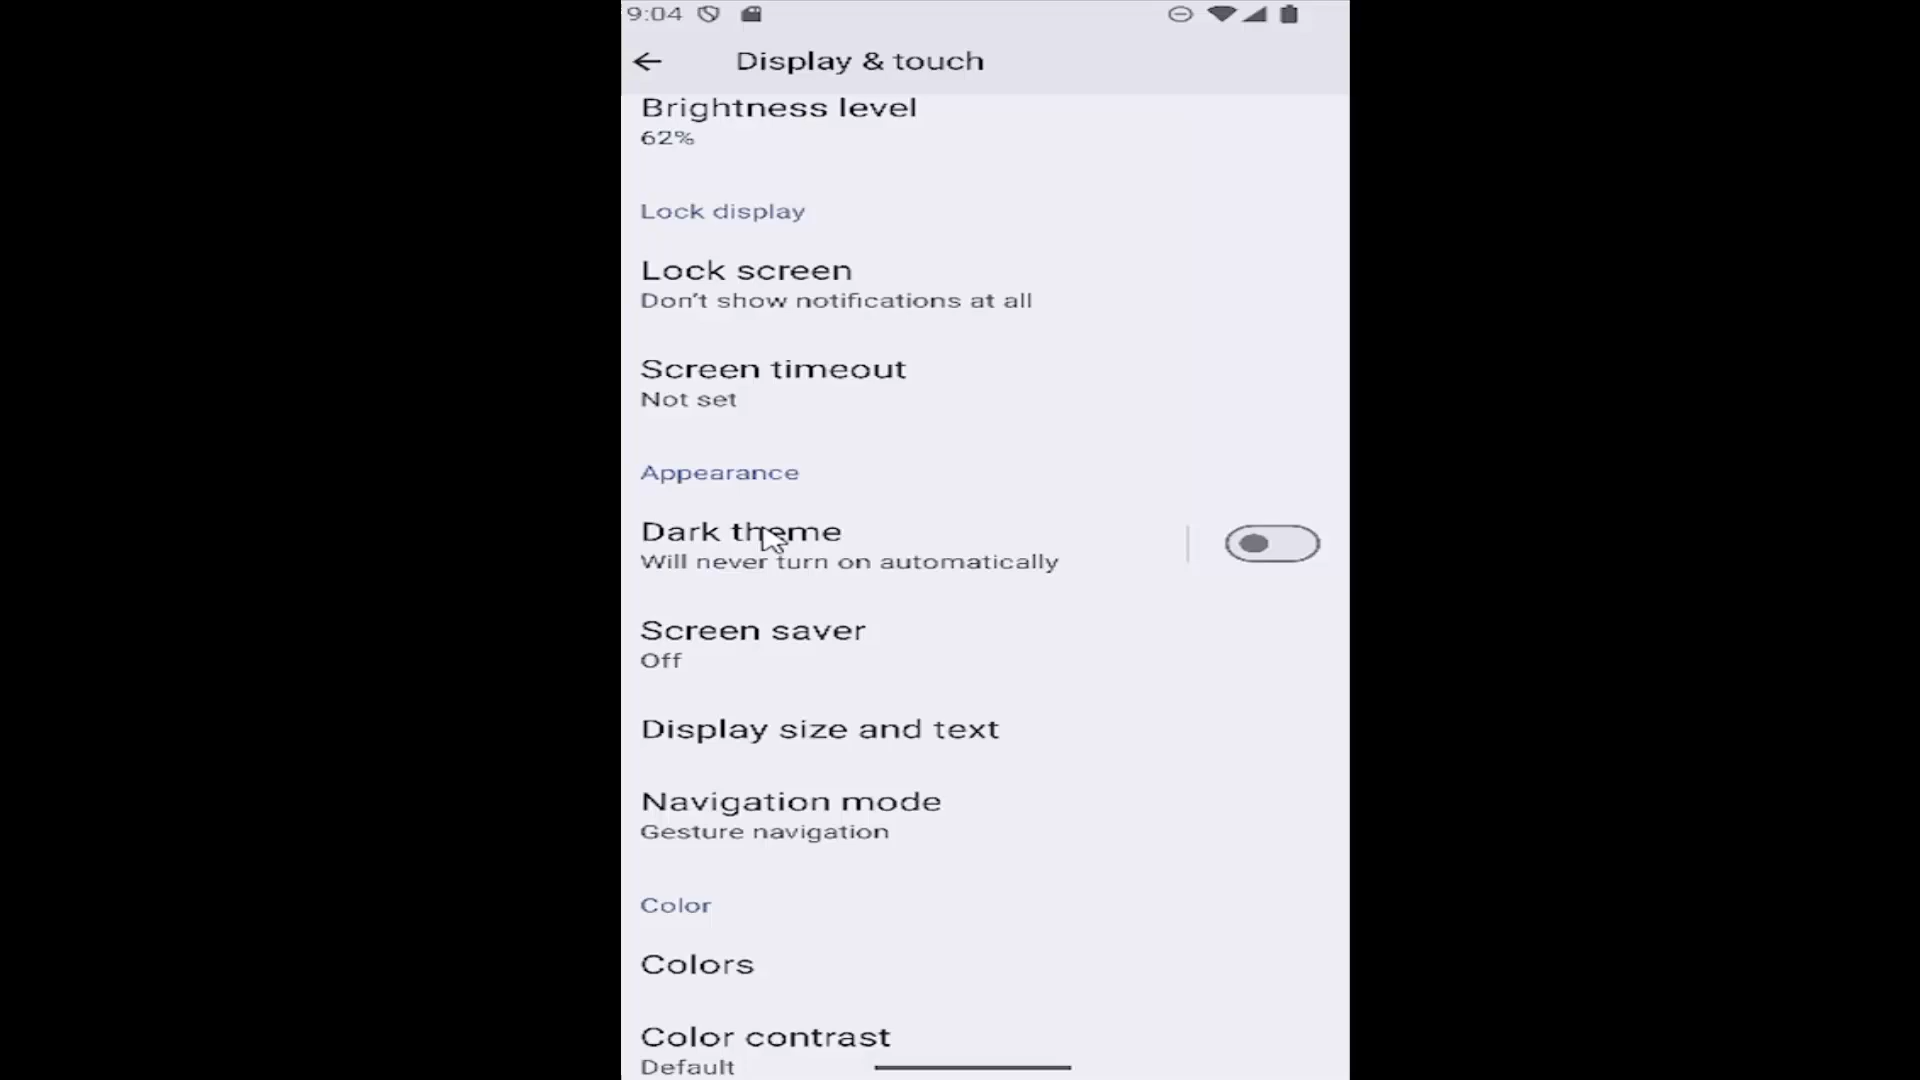 9:04
Display & touch
Brightness level
62%
Lock display
Lock screen
Don't show notifications at all
Screen timeout
Not set
Appearance
Dark theme
Will never turn on automatically
Screen saver
Off
Display size and text
Navigation mode
Gesture navigation
Color
Colors
Color contrast
Default